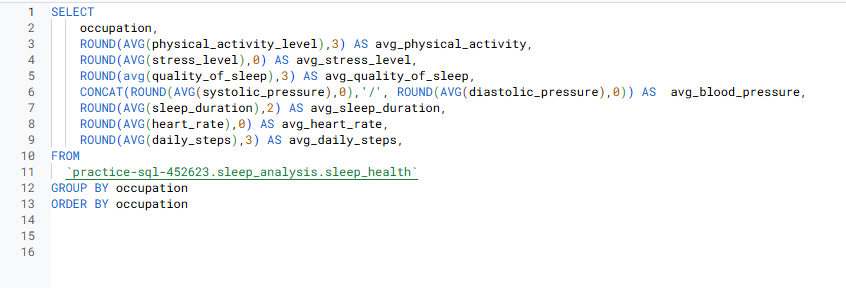 1 SELECT
2 occupation,
3 ROUND(AVG(physical_activity_level),3) AS avg_physical_activity,
4 ROUND(AVG(stress_level),0) AS avg_stress_level,
5 ROUND(avg(quality_of_sleep),3) AS avg_quality_of_sleep,
6 CONCAT(ROUND(AVG(systolic_pressure),0),'/', ROUND(AVG(diastolic_pressure),0)) AS  avg_blood_pressure,
7 ROUND(AVG(sleep_duration),2) AS avg_sleep_duration,
8 ROUND(AVG(heart_rate),0) AS avg_heart_rate,
9 ROUND(AVG(daily_steps),3) AS avg_daily_steps,
10 FROM
11 `practice-sql-452623.sleep_analysis.sleep_health`
12 GROUP BY occupation
13 ORDER BY occupation
14
15
16